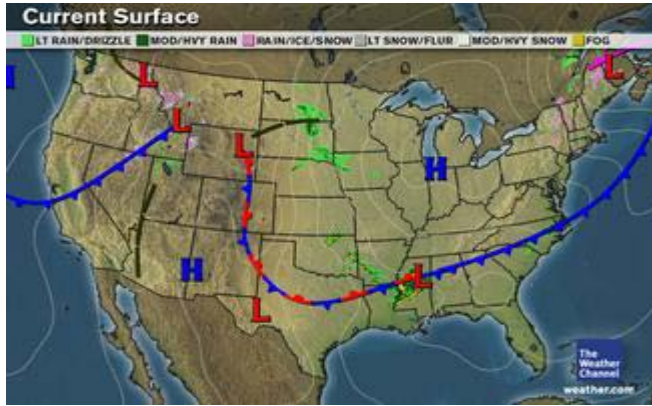 Current Surface
LT RAIN/DRIZZLE MOD/HVY RAIN RAIN/ICE/SNOW LT SNOW/FLUR MOD/HVY SNOW FOG
L
L
H
L
L
H
H
L
L
The
Weather
Channel
weather.com